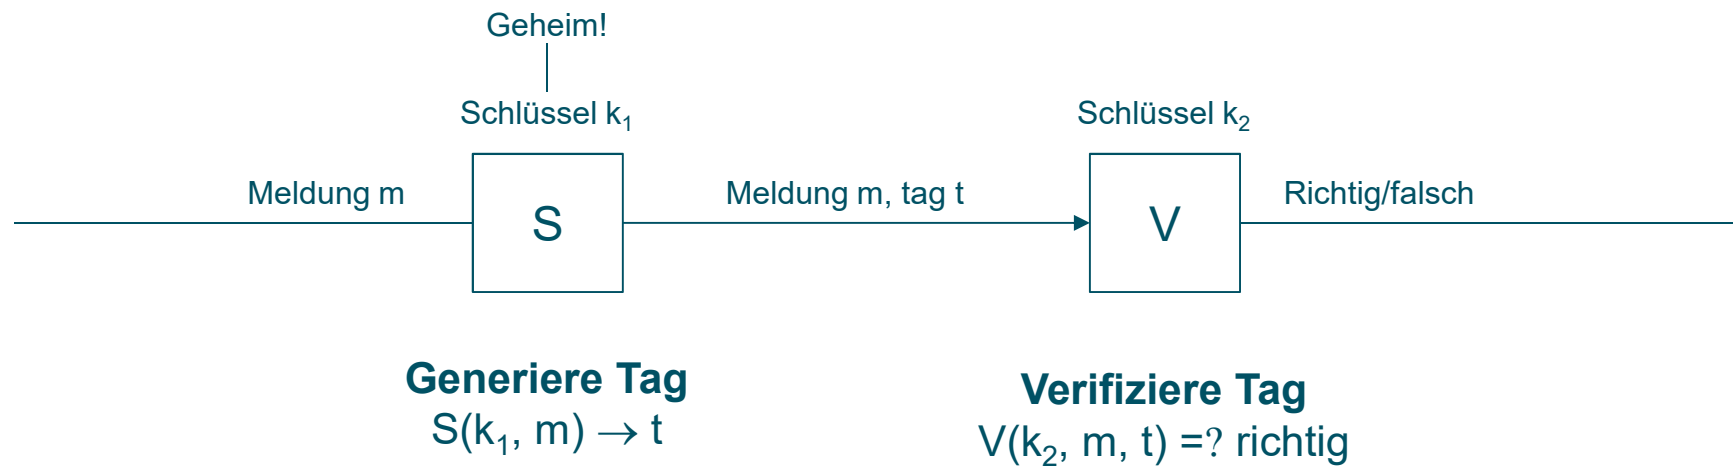 Geheim!
Schlüssel k₁
Schlüssel k₂
Meldung m
S
Meldung m, tag t
V
Richtig/falsch
Generiere Tag
S(k₁, m) → t
Verifiziere Tag
V(k₂, m, t) =? richtig